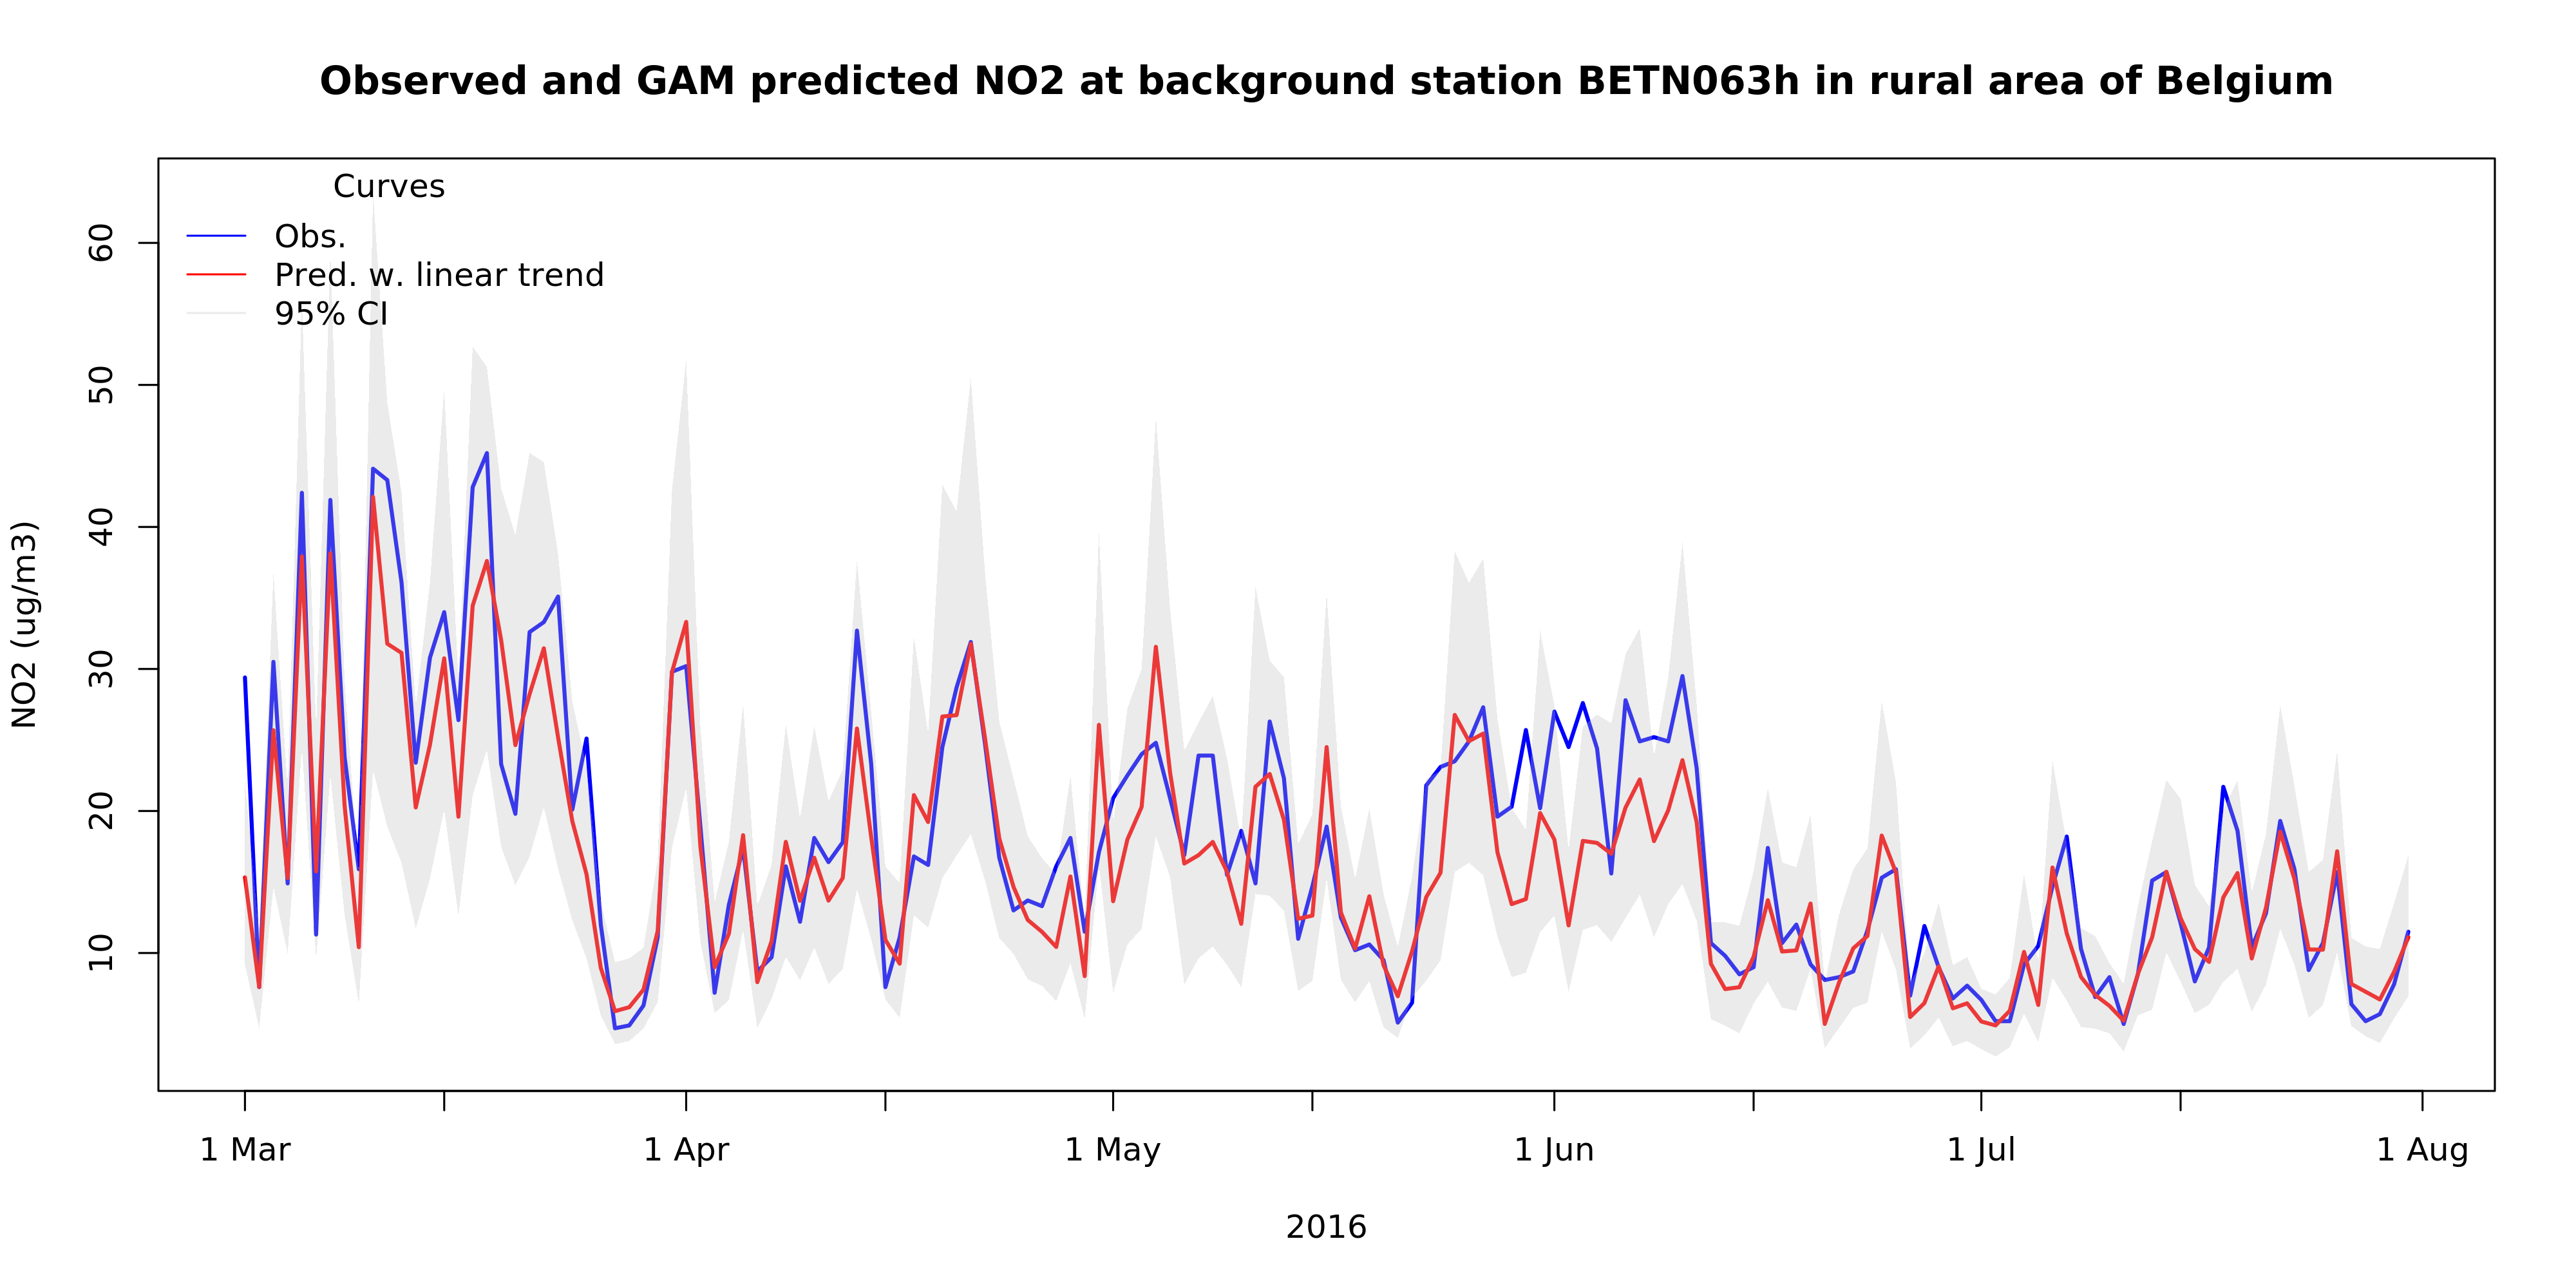 Observed and GAM predicted NO2 at background station BETN063h in rural area of Belgium
Curves
Obs.
Pred. w. linear trend
95% CI
NO2 (ug/m3)
60
50
40
30
20
10
1 Mar
1 Apr
1 May
1 Jun
1 Jul
1 Aug
2016